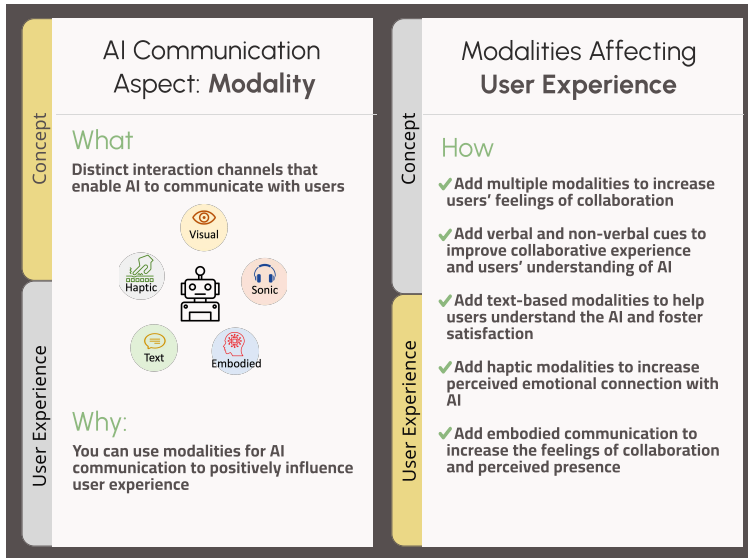 Concept
User Experience
AI Communication
Aspect: Modality
What
Distinct interaction channels that
enable AI to communicate with users
Visual
Haptic
Sonic
Text
Embodied
Why:
You can use modalities for AI
communication to positively influence
user experience
Concept
User Experience
Modalities Affecting
User Experience
How
Add multiple modalities to increase
users’ feelings of collaboration
Add verbal and non-verbal cues to
improve collaborative experience
and users’ understanding of AI
Add text-based modalities to help
users understand the AI and foster
satisfaction
Add haptic modalities to increase
perceived emotional connection with
AI
Add embodied communication to
increase the feelings of collaboration
and perceived presence